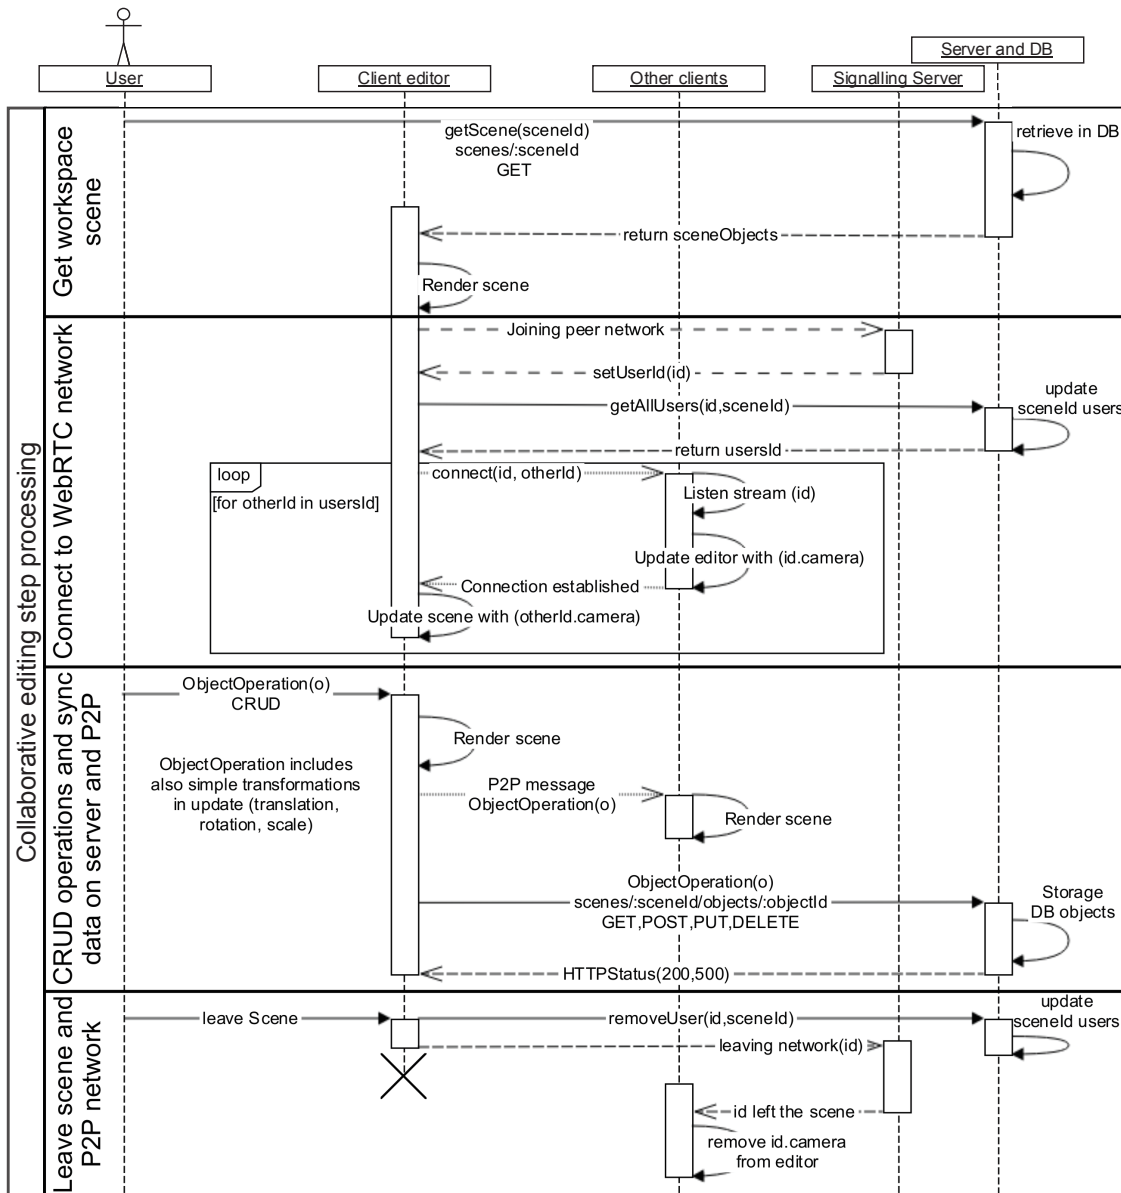 User
Client editor
Other clients
Signalling Server
Server and DB
Collaborative editing step processing
Get workspace
scene
getScene(sceneId)
scenes/:sceneId
GET
retrieve in DB
return sceneObjects
Render scene
Connect to WebRTC network
Joining peer network
setUserId(id)
getAllUsers(id,sceneId)
update
sceneId users
return usersId
loop
[for otherId in usersId]
connect(id, otherId)
Listen stream (id)
Update editor with (id.camera)
Connection established
Update scene with (otherId.camera)
CRUD operations and sync
data on server and P2P
ObjectOperation(o)
CRUD
Render scene
ObjectOperation includes
also simple transformations
in update (translation,
rotation, scale)
P2P message
ObjectOperation(o)
Render scene
ObjectOperation(o)
scenes/:sceneId/objects/:objectId
GET,POST,PUT,DELETE
Storage
DB objects
HTTPStatus(200,500)
Leave scene and
P2P network
leave Scene
removeUser(id,sceneId)
update
sceneId users
leaving network(id)
id left the scene
remove id.camera
from editor